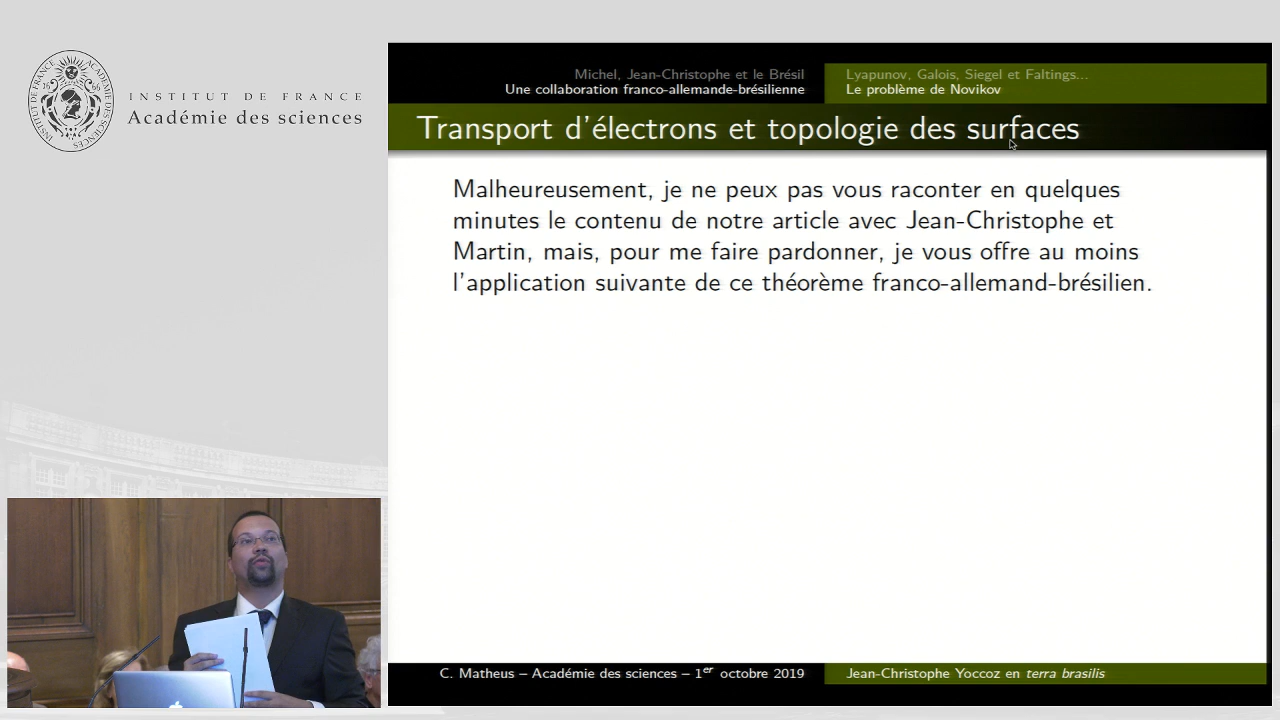 INSTITUT DE FRANCE
Académie des sciences
Michel, Jean-Christophe et le Brésil
Une collaboration franco-allemande-brésilienne
Lyapunov, Galois, Siegel et Faltings...
Le problème de Novikov
Transport d'électrons et topologie des surfaces
Malheureusement, je ne peux pas vous raconter en quelques
minutes le contenu de notre article avec Jean-Christophe et
Martin, mais, pour me faire pardonner, je vous offre au moins
l'application suivante de ce théorème franco-allemand-brésilien.
C. Matheus – Académie des sciences – 1er octobre 2019
Jean-Christophe Yoccoz en terra brasilis